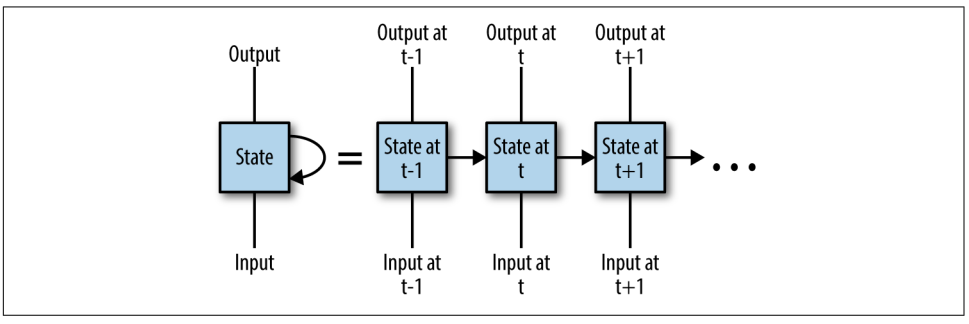 Output
State
Input
=
Output at
t-1
State at
t-1
Input at
t-1
Output at
t
State at
t
Input at
t
Output at
t+1
State at
t+1
Input at
t+1
...